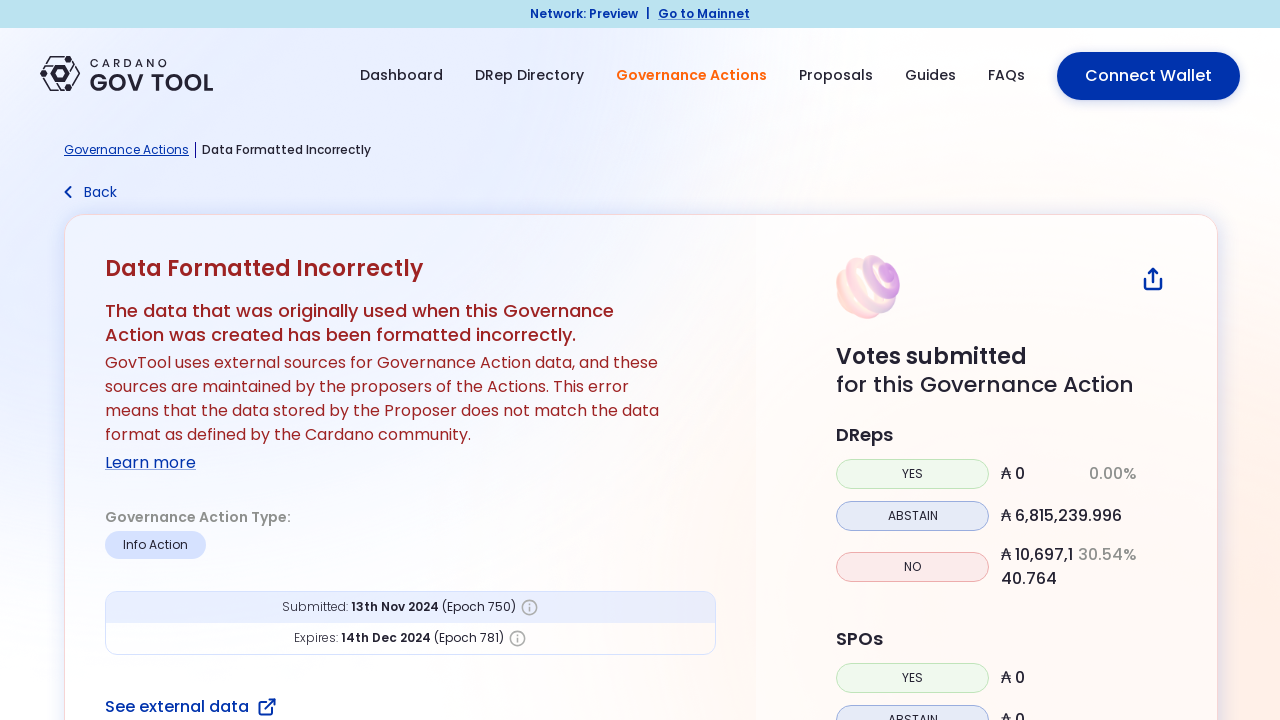 Network: Preview | Go to Mainnet
CARDANO
GOV TOOL
Dashboard
DRep Directory
Governance Actions
Proposals
Guides
FAQs
Connect Wallet
Governance Actions | Data Formatted Incorrectly
Back
Data Formatted Incorrectly
The data that was originally used when this Governance
Action was created has been formatted incorrectly.
GovTool uses external sources for Governance Action data, and these
sources are maintained by the proposers of the Actions. This error
means that the data stored by the Proposer does not match the data
format as defined by the Cardano community.
Learn more
Governance Action Type:
Info Action
Submitted: 13th Nov 2024 (Epoch 750)
Expires: 14th Dec 2024 (Epoch 781)
See external data
Votes submitted
for this Governance Action
DReps
YES ₳ 0 0.00%
ABSTAIN ₳ 6,815,239.996
NO ₳ 10,697,1 30.54%
40.764
SPOs
YES ₳ 0
ABSTAIN ₳ 0